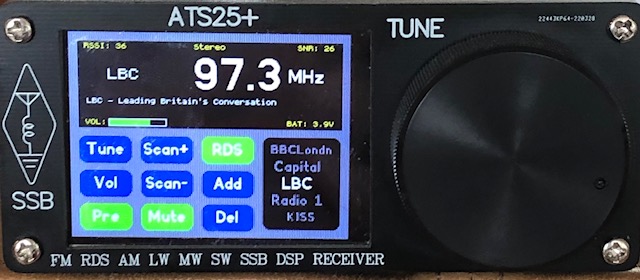 ATS25+
TUNE
22443KP64-220328
RSSI: 36 Stereo SNR: 26
LBC 97.3 MHz
LBC - Leading Britain's Conversation
VOL: BAT: 3.9V
Tune Scan+ RDS
Vol Scan- Add
Pre Mute Del
BBCLondn
Capital
LBC
Radio 1
KISS
SSB
FM RDS AM LW MW SW SSB DSP RECEIVER